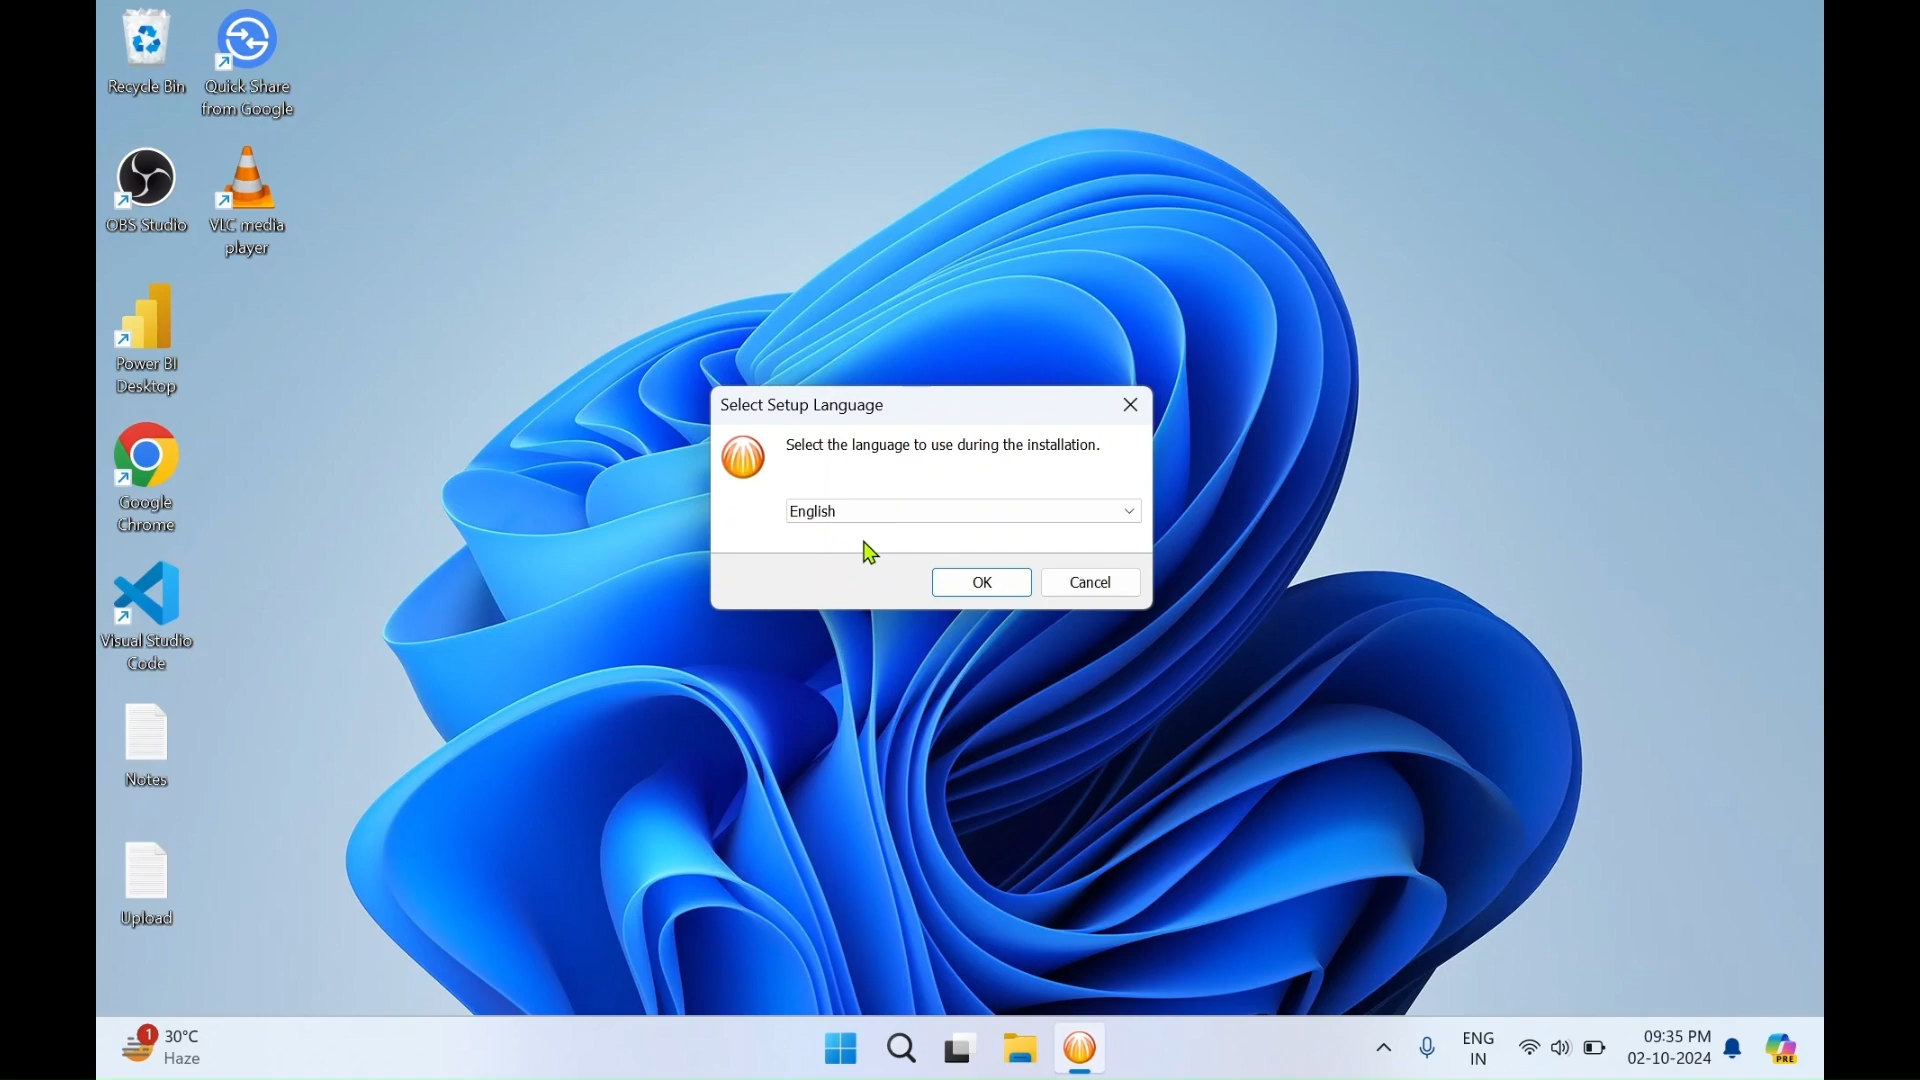 Recycle Bin
Quick Share
from Google
OBS Studio
VLC media
player
Power BI
Desktop
Google
Chrome
Visual Studio
Code
Notes
Upload
Select Setup Language
Select the language to use during the installation.
English
OK
Cancel
1
30°C
Haze
ENG
IN
09:35 PM
02-10-2024
PRE